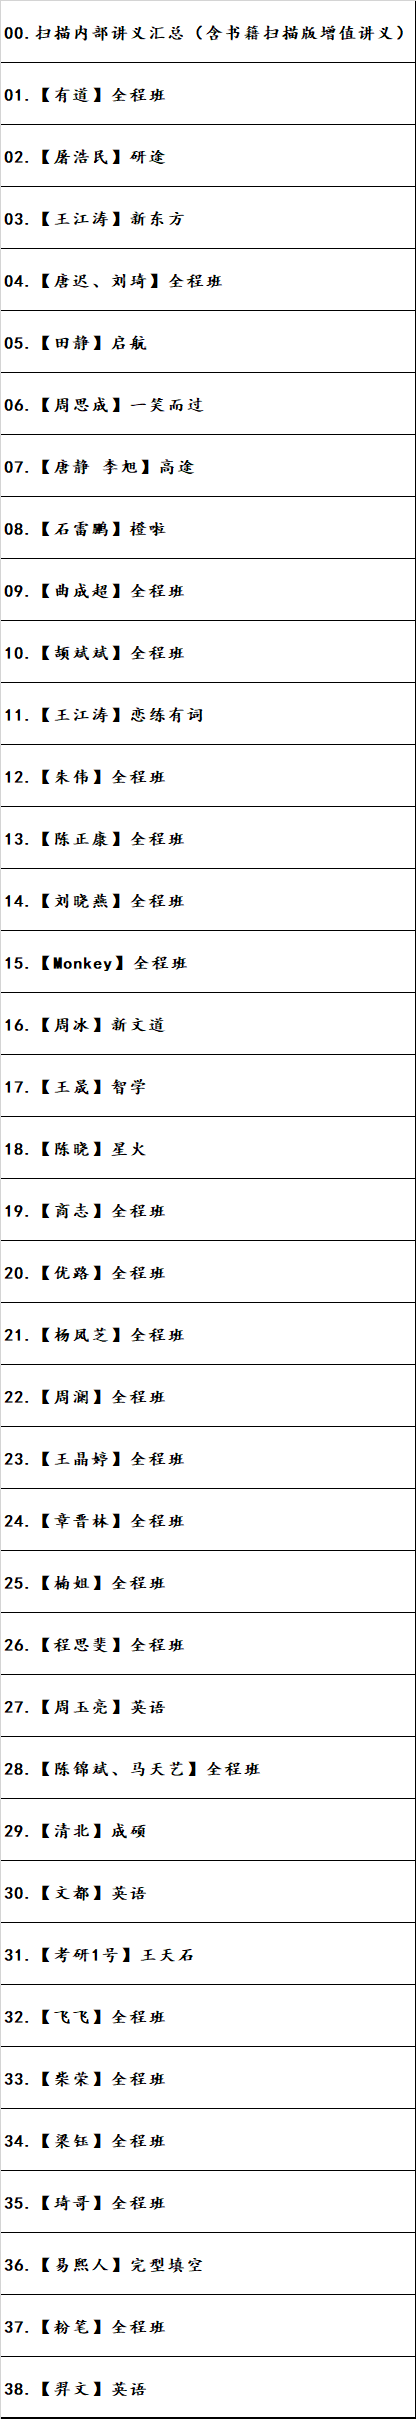 00.扫描内部讲义汇总（含书籍扫描版增值讲义）
01.【有道】全程班
02.【屠浩民】研途
03.【王江涛】新东方
04.【唐迟、刘琦】全程班
05.【田静】启航
06.【周思成】一笑而过
07.【唐静 李旭】高途
08.【石雷鹏】橙啦
09.【曲成超】全程班
10.【颉斌斌】全程班
11.【王江涛】恋练有词
12.【朱伟】全程班
13.【陈正康】全程班
14.【刘晓燕】全程班
15.【Monkey】全程班
16.【周冰】新文道
17.【王晟】智学
18.【陈晓】星火
19.【商志】全程班
20.【优路】全程班
21.【杨凤芝】全程班
22.【周澜】全程班
23.【王晶婷】全程班
24.【章晋林】全程班
25.【楠姐】全程班
26.【程思斐】全程班
27.【周玉亮】英语
28.【陈锦斌、马天艺】全程班
29.【清北】成硕
30.【文都】英语
31.【考研1号】王天石
32.【飞飞】全程班
33.【柴荣】全程班
34.【梁钰】全程班
35.【琦哥】全程班
36.【易熙人】完型填空
37.【粉笔】全程班
38.【羿文】英语